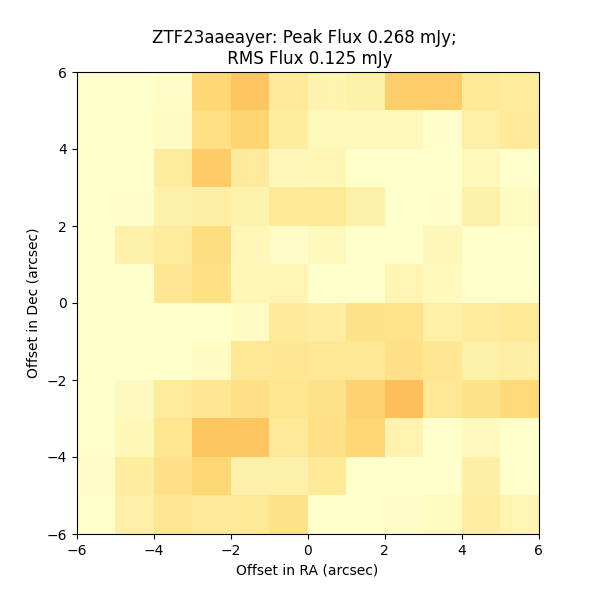 ZTF23aaeayer: Peak Flux 0.268 mJy;
RMS Flux 0.125 mJy
6
4
2
0
−2
−4
−6
Offset in Dec (arcsec)
−6 −4 −2 0 2 4 6
Offset in RA (arcsec)